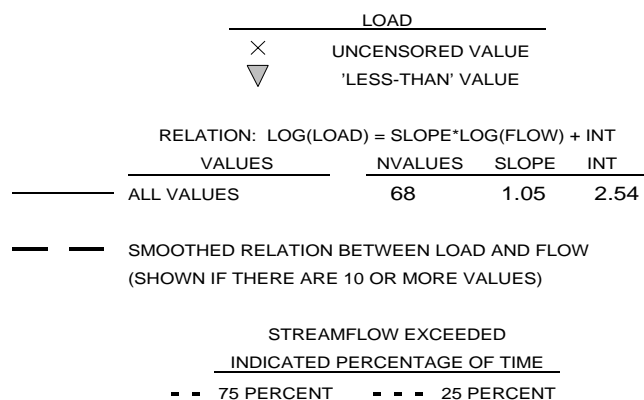 LOAD
UNCENSORED VALUE
'LESS-THAN' VALUE
RELATION: LOG(LOAD) = SLOPE*LOG(FLOW) + INT
VALUES NVALUES SLOPE INT
ALL VALUES 68 1.05 2.54
SMOOTHED RELATION BETWEEN LOAD AND FLOW
(SHOWN IF THERE ARE 10 OR MORE VALUES)
STREAMFLOW EXCEEDED
INDICATED PERCENTAGE OF TIME
75 PERCENT 25 PERCENT